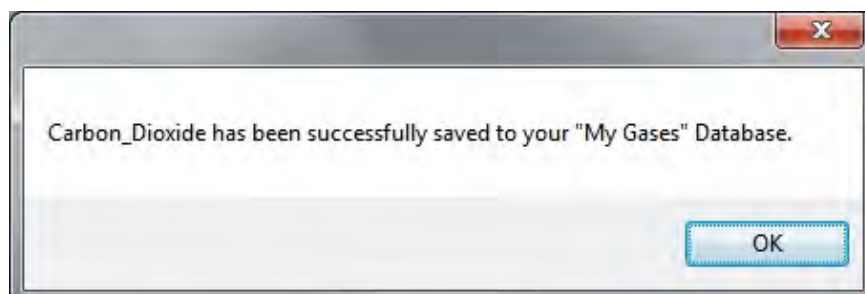 Carbon_Dioxide has been successfully saved to your "My Gases" Database.
OK